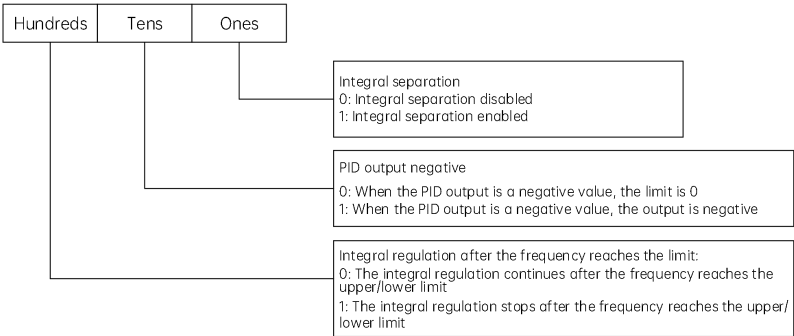 Hundreds Tens Ones
Integral separation
0: Integral separation disabled
1: Integral separation enabled
PID output negative
0: When the PID output is a negative value, the limit is 0
1: When the PID output is a negative value, the output is negative
Integral regulation after the frequency reaches the limit:
0: The integral regulation continues after the frequency reaches the
upper/lower limit
1: The integral regulation stops after the frequency reaches the upper/
lower limit